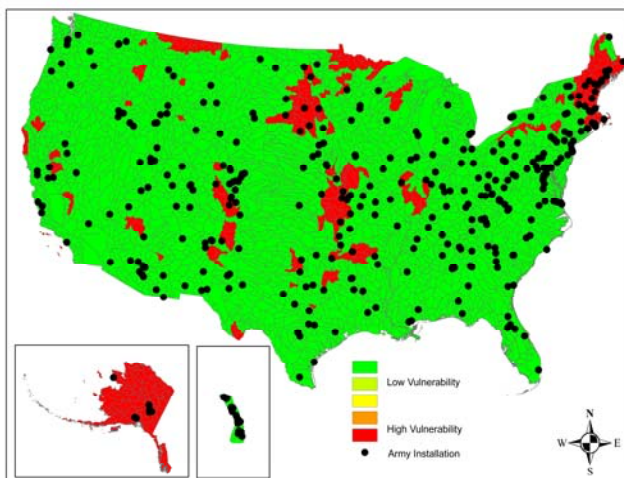 Low Vulnerability
High Vulnerability
Army Installation
N
W E
S